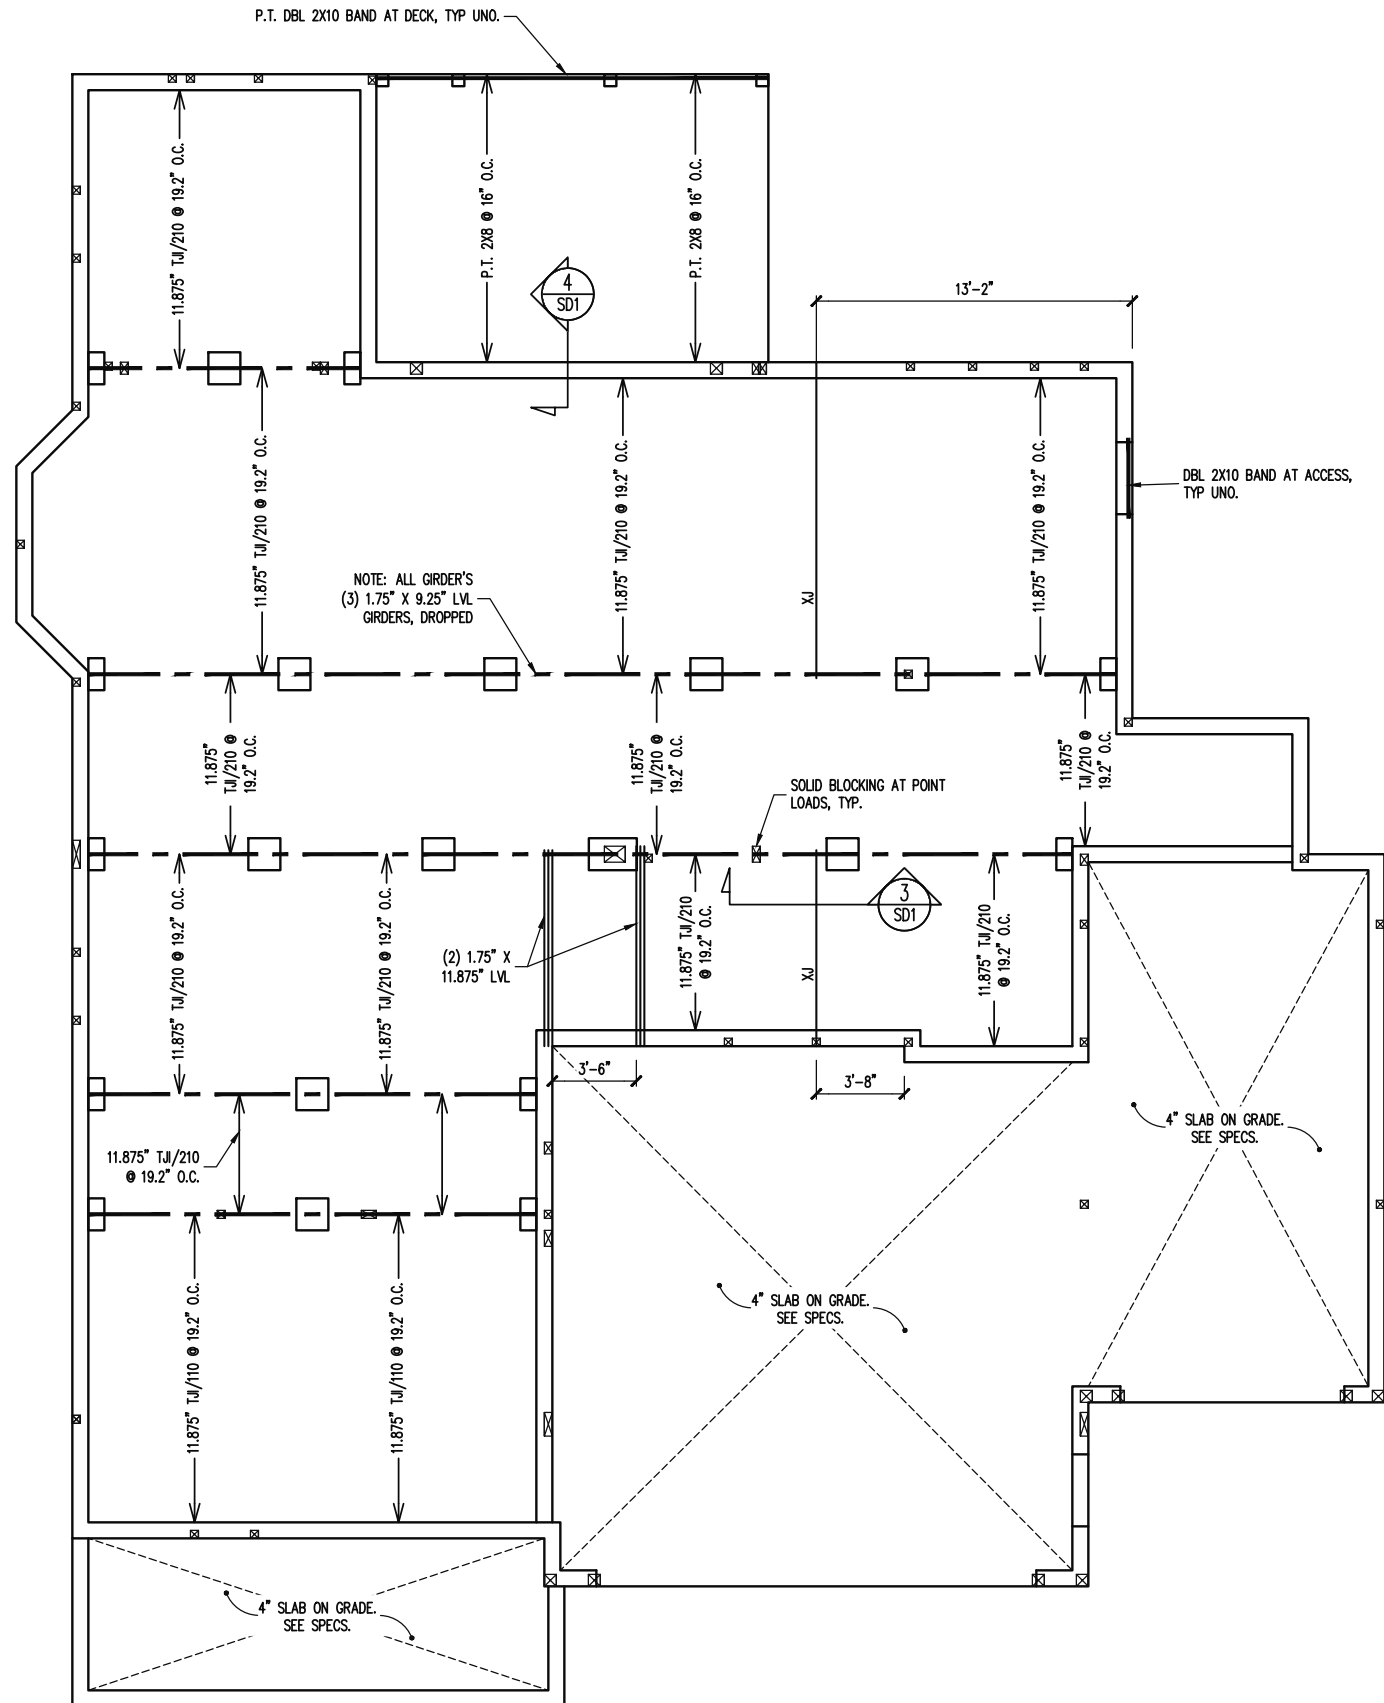 P.T. DBL 2X10 BAND AT DECK, TYP UNO.
11.875" TJI/210 @ 19.2" O.C.
P.T. 2X8 @ 16" O.C.
P.T. 2X8 @ 16" O.C.
4
SD1
13'-2"
11.875" TJI/210 @ 19.2" O.C.
11.875" TJI/210 @ 19.2" O.C.
11.875" TJI/210 @ 19.2" O.C.
DBL 2X10 BAND AT ACCESS,
TYP UNO.
NOTE: ALL GIRDER'S
(3) 1.75" X 9.25" LVL
GIRDERS, DROPPED
XJ
11.875"
TJI/210 @
19.2" O.C.
11.875"
TJI/210 @
19.2" O.C.
11.875"
TJI/210 @
19.2" O.C.
SOLID BLOCKING AT POINT
LOADS, TYP.
11.875" TJI/210 @ 19.2" O.C.
11.875" TJI/210 @ 19.2" O.C.
(2) 1.75" X
11.875" LVL
11.875" TJI/210
@ 19.2" O.C.
XJ
3
SD1
11.875" TJI/210
@ 19.2" O.C.
3'-6"
3'-8"
4" SLAB ON GRADE.
SEE SPECS.
11.875" TJI/210
@ 19.2" O.C.
11.875" TJI/110 @ 19.2" O.C.
11.875" TJI/110 @ 19.2" O.C.
4" SLAB ON GRADE.
SEE SPECS.
4" SLAB ON GRADE.
SEE SPECS.